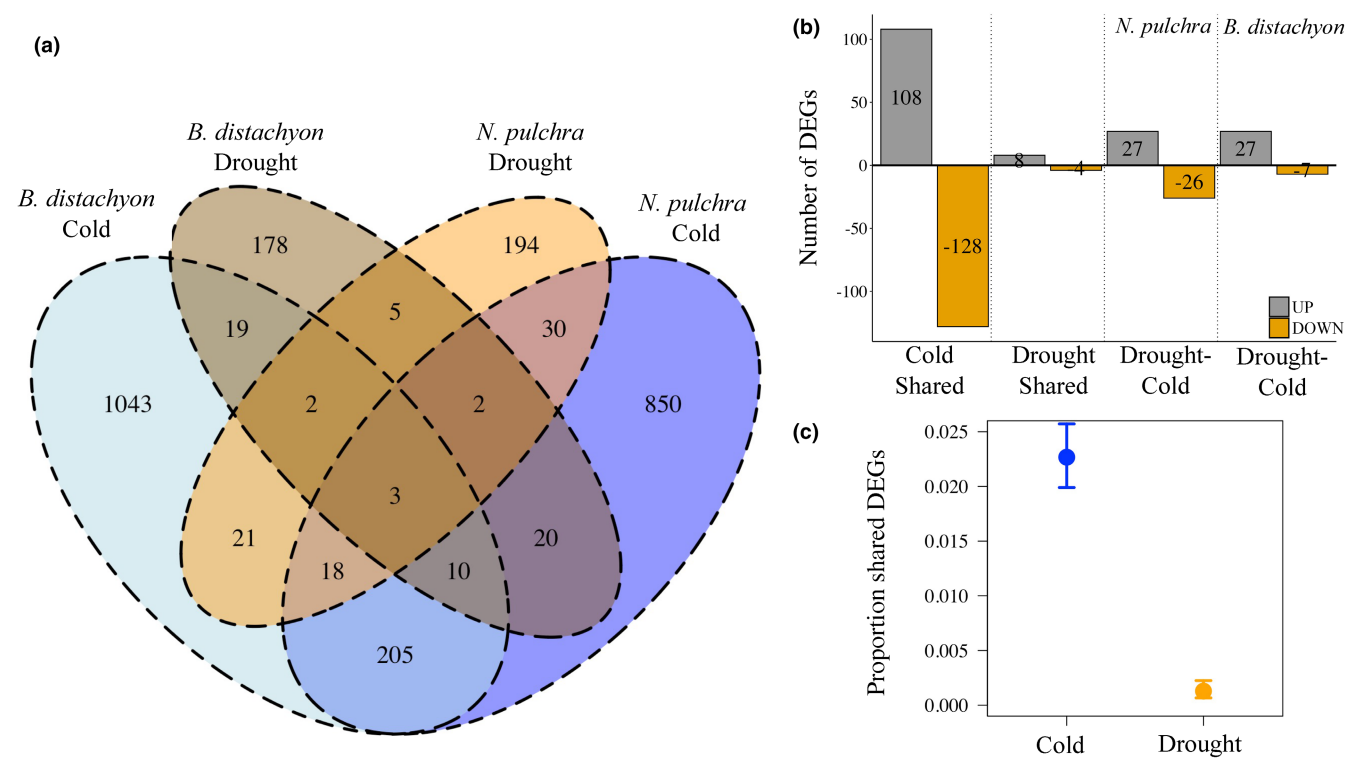 (a)
B. distachyon
Drought
N. pulchra
Drought
B. distachyon
Cold
N. pulchra
Cold
178
194
5
19
30
1043
2
2
850
3
21
20
18
10
205
(b)
N. pulchra
B. distachyon
Number of DEGs
100
50
0
-50
-100
108
-128
8
-4
27
-26
27
-7
UP
DOWN
Cold
Shared
Drought
Shared
Drought-
Cold
Drought-
Cold
(c)
Proportion shared DEGs
0.025
0.020
0.015
0.010
0.005
0.000
Cold
Drought